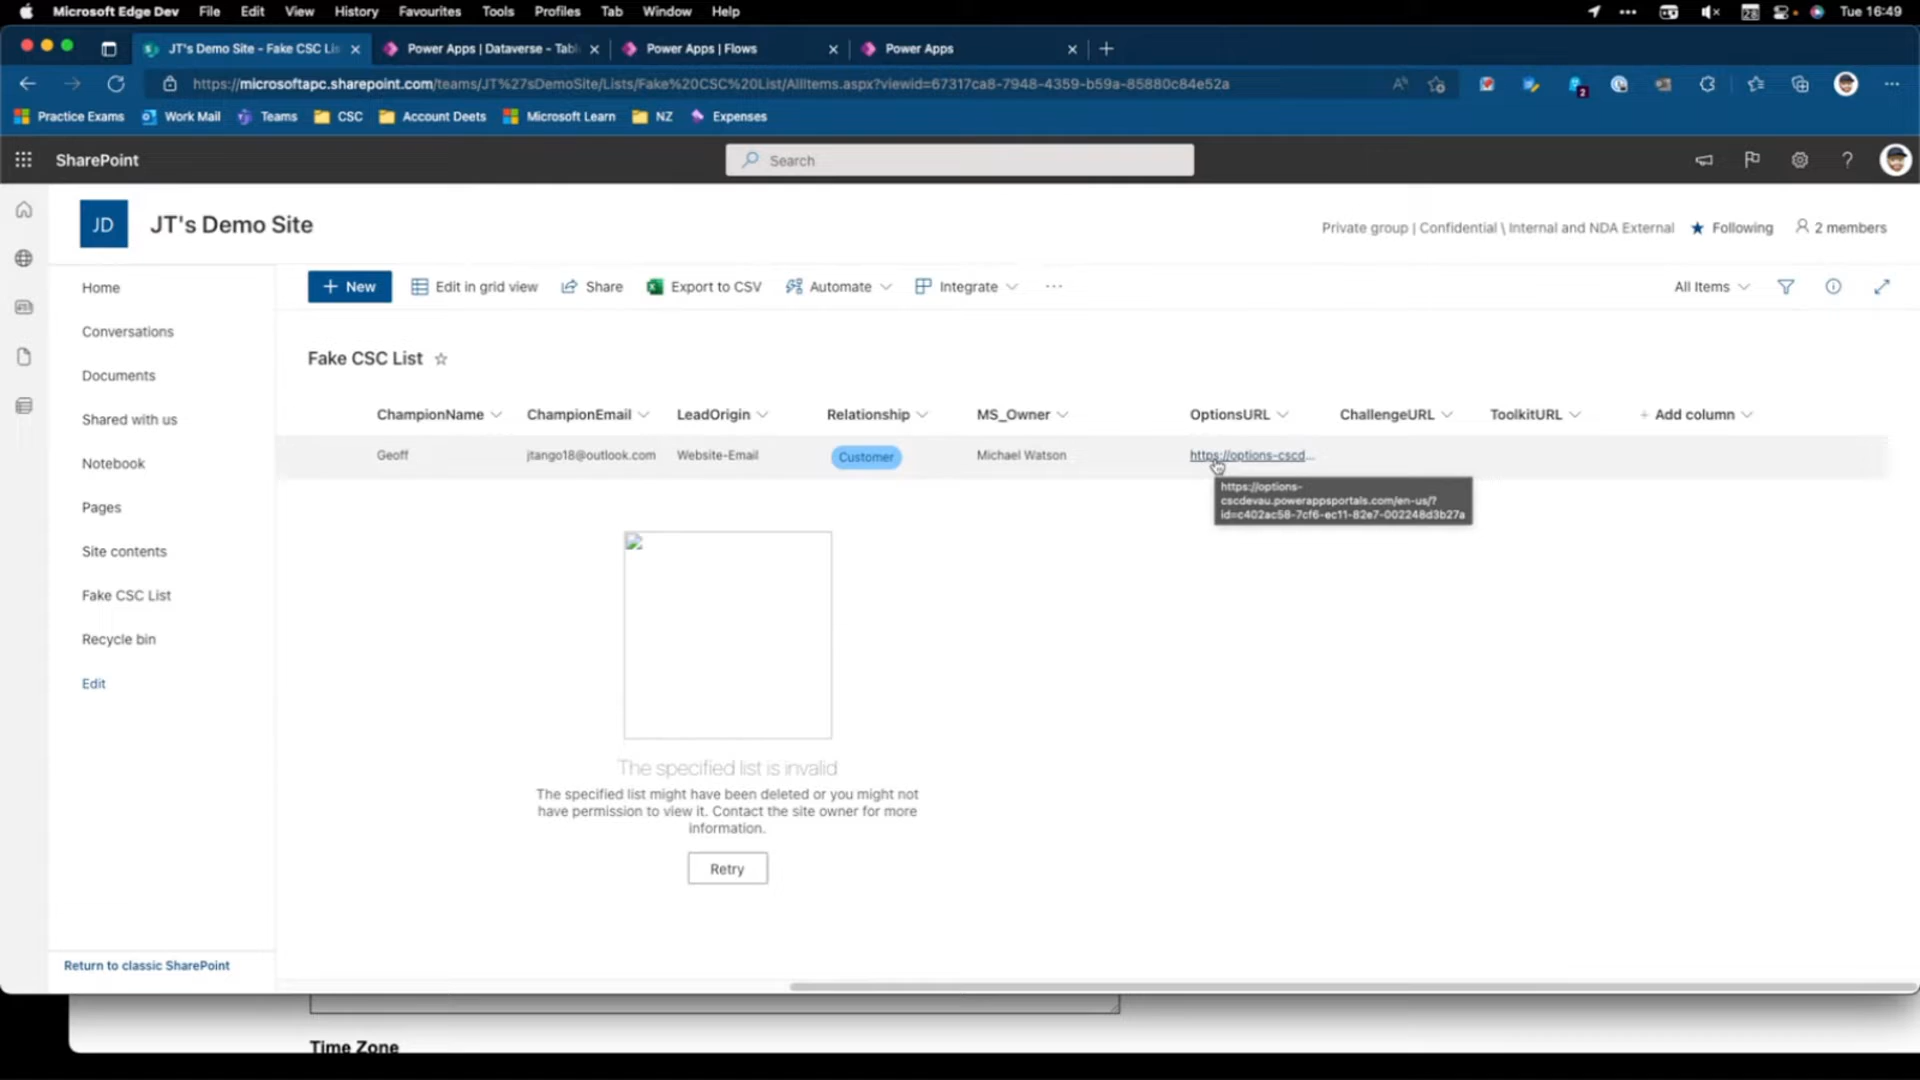 Microsoft Edge Dev File Edit View History Favourites Tools Profiles Tab Window Help Tue 16:49
JT's Demo Site - Fake CSC Lis Power Apps | Dataverse - Tabl Power Apps | Flows Power Apps
https://microsoftapc.sharepoint.com/teams/JT%27sDemoSite/Lists/Fake%20CSC%20List/AllItems.aspx?viewid=67317ca8-7948-4359-b59a-85880c84e52a
Practice Exams Work Mail Teams CSC Account Deets Microsoft Learn NZ Expenses
SharePoint Search
JD JT's Demo Site Private group | Confidential \ Internal and NDA External Following 2 members
Home
Conversations
Documents
Shared with us
Notebook
Pages
Site contents
Fake CSC List
Recycle bin
Edit
Return to classic SharePoint
New Edit in grid view Share Export to CSV Automate Integrate All Items
Fake CSC List
ChampionName ChampionEmail LeadOrigin Relationship MS_Owner OptionsURL ChallengeURL ToolkitURL Add column
Geoff jtango18@outlook.com Website-Email Customer Michael Watson https://options-cscd...
https://options-
cscdevau.powerappsportals.com/en-us/?
id=c402ac58-7cf6-ec11-82e7-002248d3b27a
The specified list is invalid
The specified list might have been deleted or you might not
have permission to view it. Contact the site owner for more
information.
Retry
Time Zone